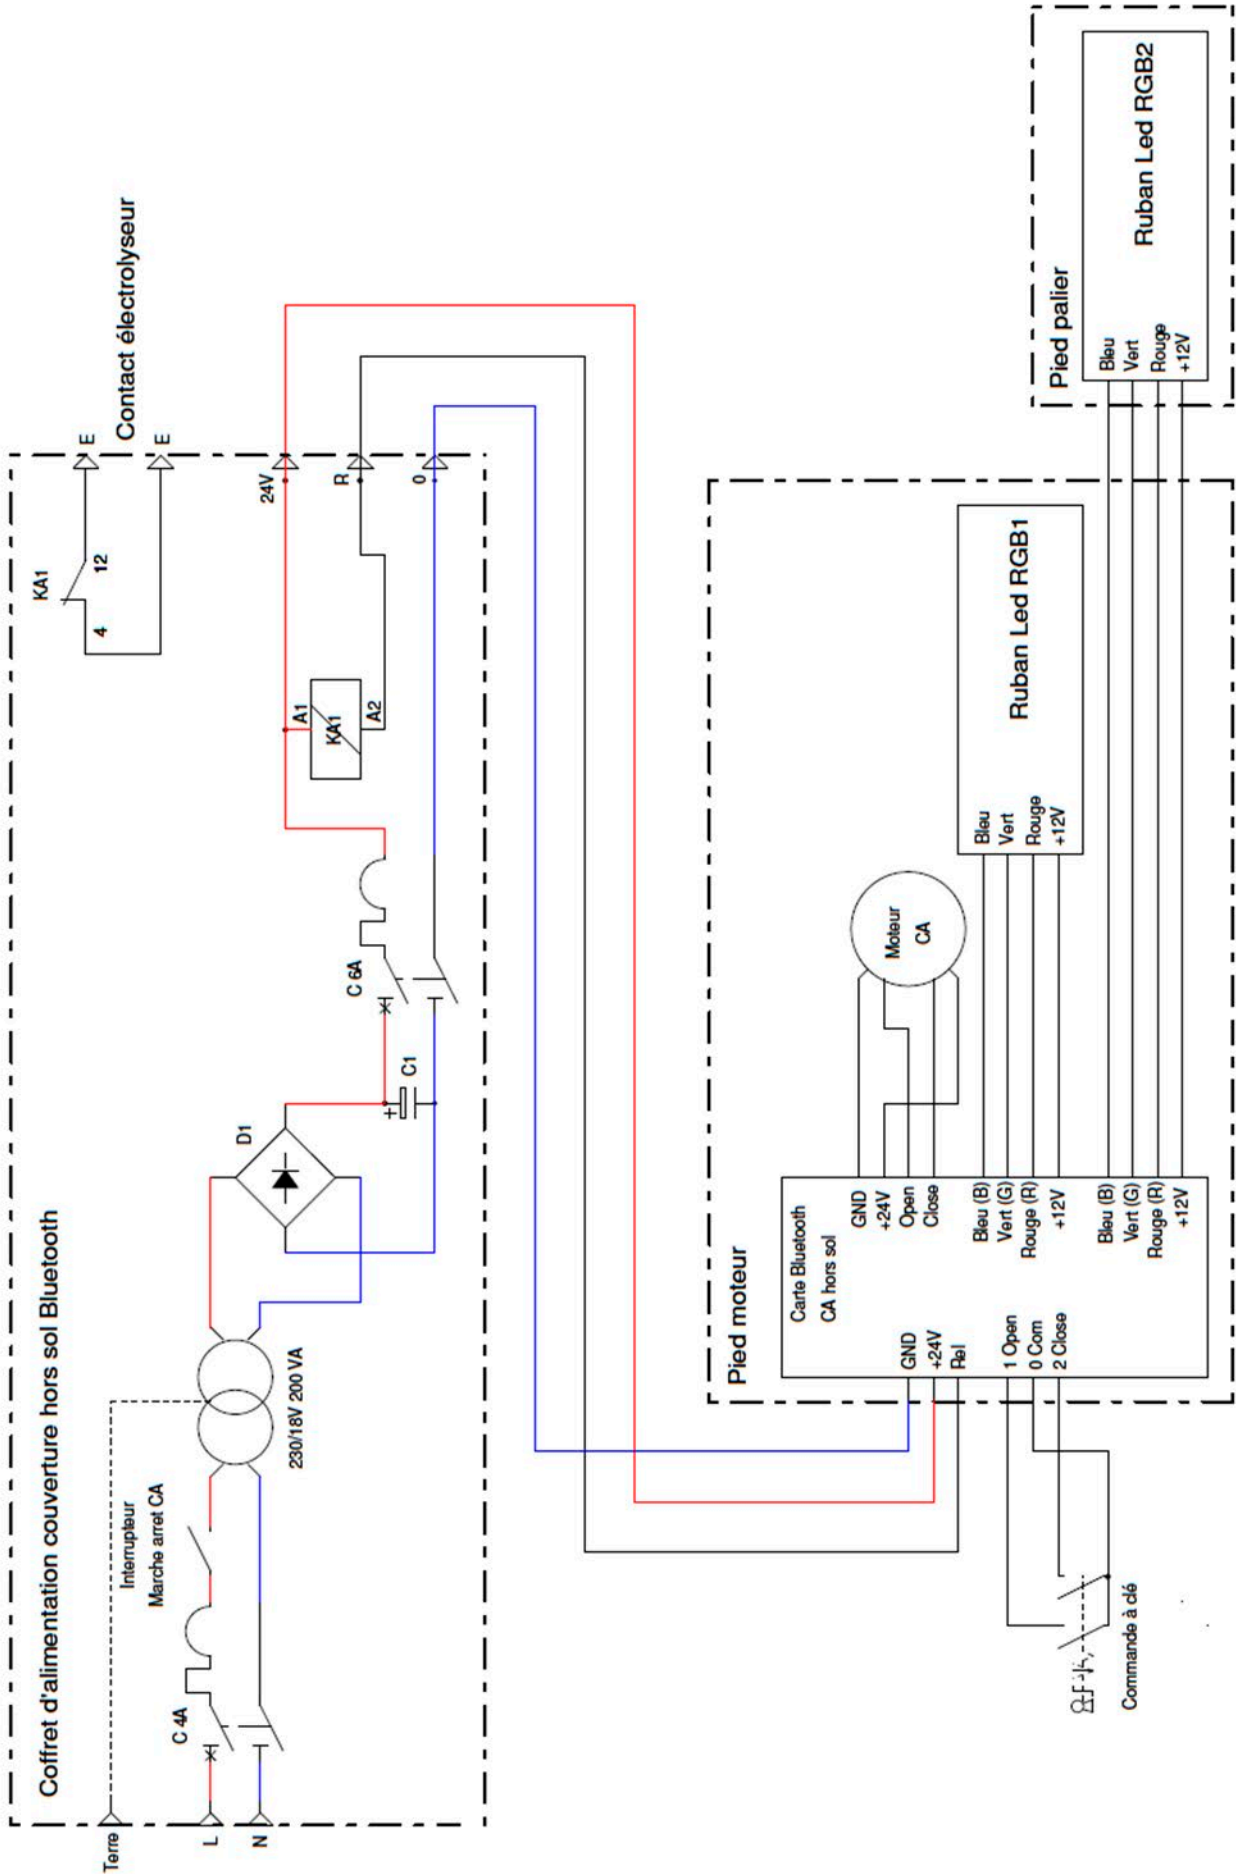 Coffret d'alimentation couverture hors sol Bluetooth
Terre
L
N
C 4A
Interrupteur
Marche arret CA
230/18V 200 VA
D1
+
C1
C 6A
A1
KA1
A2
KA1
4
12
E
E
Contact électrolyseur
24V
R
0
Pied moteur
Carte Bluetooth
CA hors sol
GND
+24V
Rel
1 Open
0 Com
2 Close
GND
+24V
Open
Close
Bleu (B)
Vert (G)
Rouge (R)
+12V
Bleu (B)
Vert (G)
Rouge (R)
+12V
Moteur
CA
Bleu
Vert
Rouge
+12V
Ruban Led RGB1
Pied palier
Bleu
Vert
Rouge
+12V
Ruban Led RGB2
Commande à clé